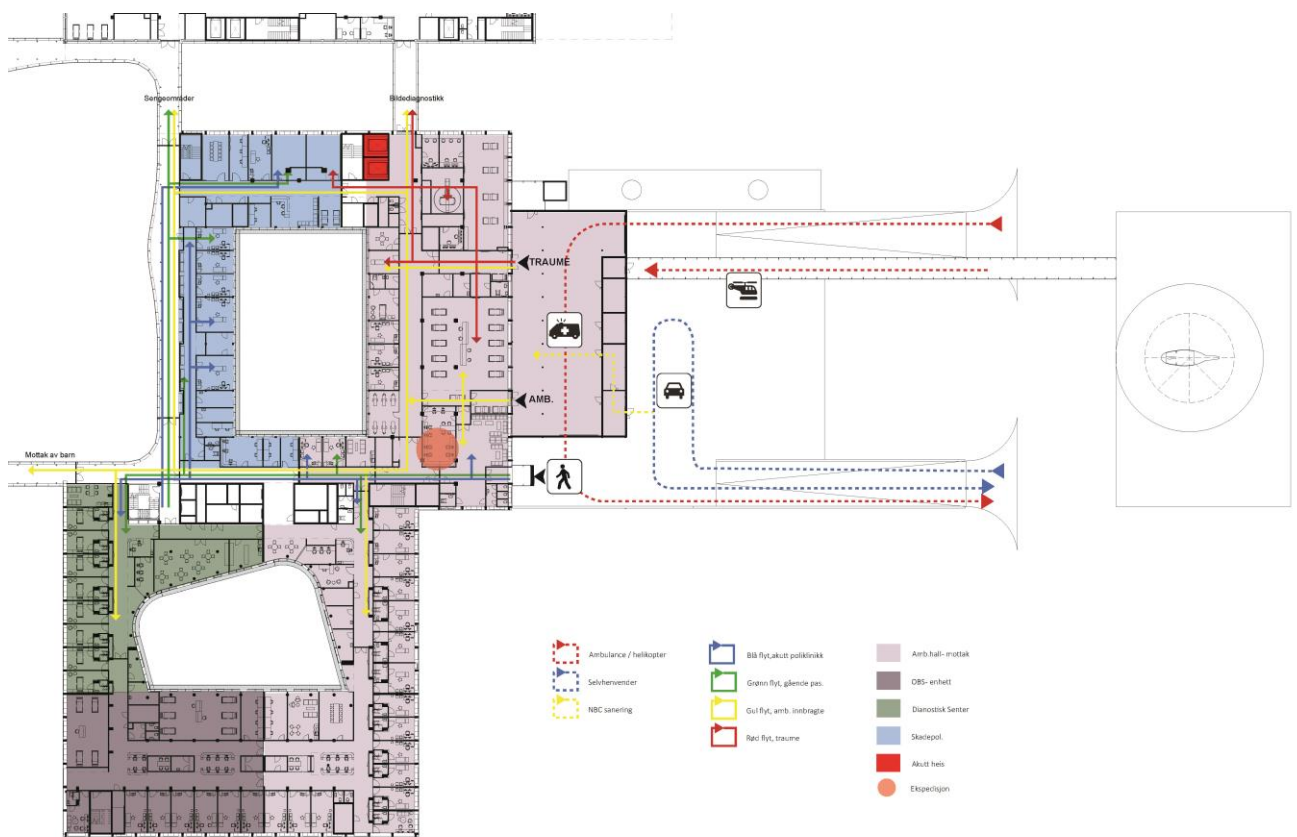 Sengeområder
Bildediagnostikk
TRAUME
AMB.
Mottak av barn
Ambulance / helikopter
Selvhenvender
NBC sanering
Blå flyt,akutt poliklinikk
Grønn flyt, gående pas.
Gul flyt, amb. innbragte
Rød flyt, traume
Amb.hall- mottak
OBS- enhett
Dianostisk Senter
Skadepol.
Akutt heis
Ekspecisjon